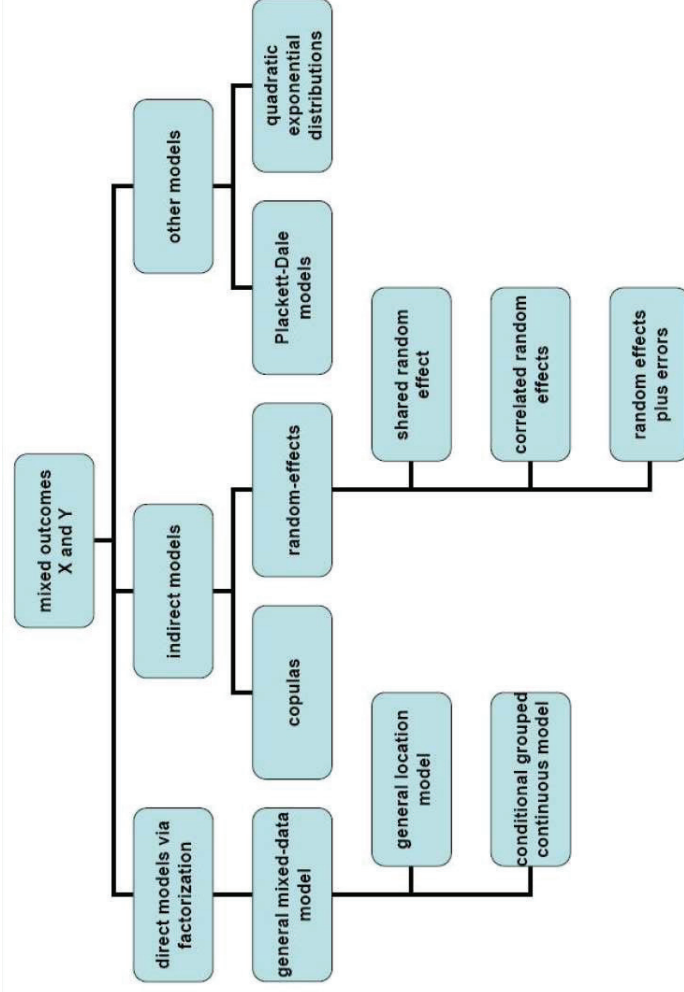 mixed outcomes
X and Y
direct models via
factorization
indirect models
other models
general mixed-data
model
copulas
random-effects
Plackett-Dale
models
quadratic
exponential
distributions
general location
model
shared random
effect
conditional grouped
continuous model
correlated random
effects
random effects
plus errors